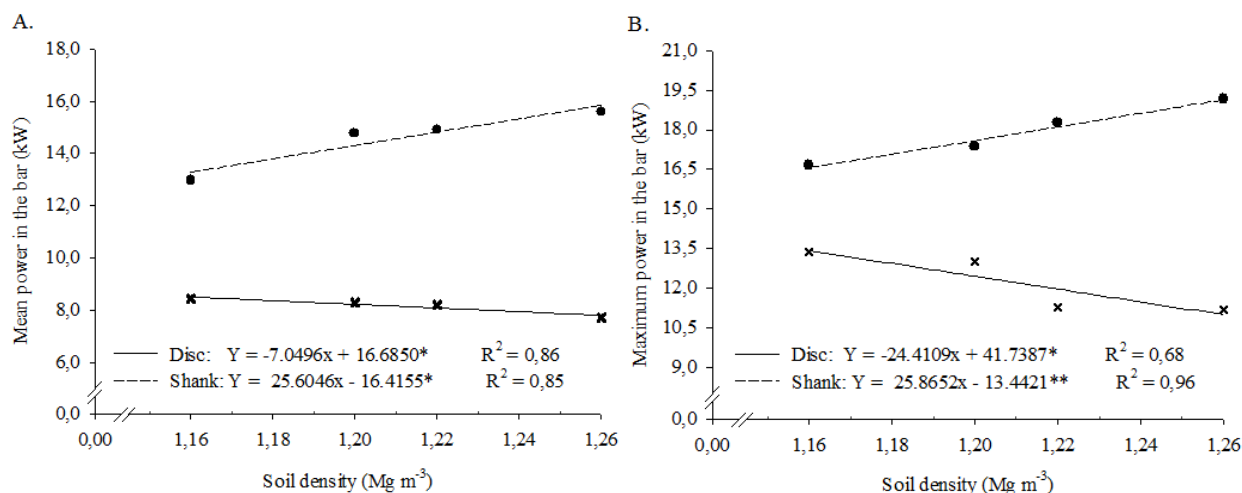 A.
Mean power in the bar (kW)
18,0
16,0
14,0
12,0
10,0
8,0
6,0
0,0
Disc: Y = -7.0496x + 16.6850* R² = 0,86
Shank: Y = 25.6046x - 16.4155* R² = 0,85
0,00 1,16 1,18 1,20 1,22 1,24 1,26
Soil density (Mg m⁻³)
B.
Maximum power in the bar (kW)
21,0
19,5
18,0
16,5
15,0
13,5
12,0
10,5
9,0
0,0
Disc: Y = -24.4109x + 41.7387* R² = 0,68
Shank: Y = 25.8652x - 13.4421** R² = 0,96
0,00 1,16 1,18 1,20 1,22 1,24 1,26
Soil density (Mg m⁻³)